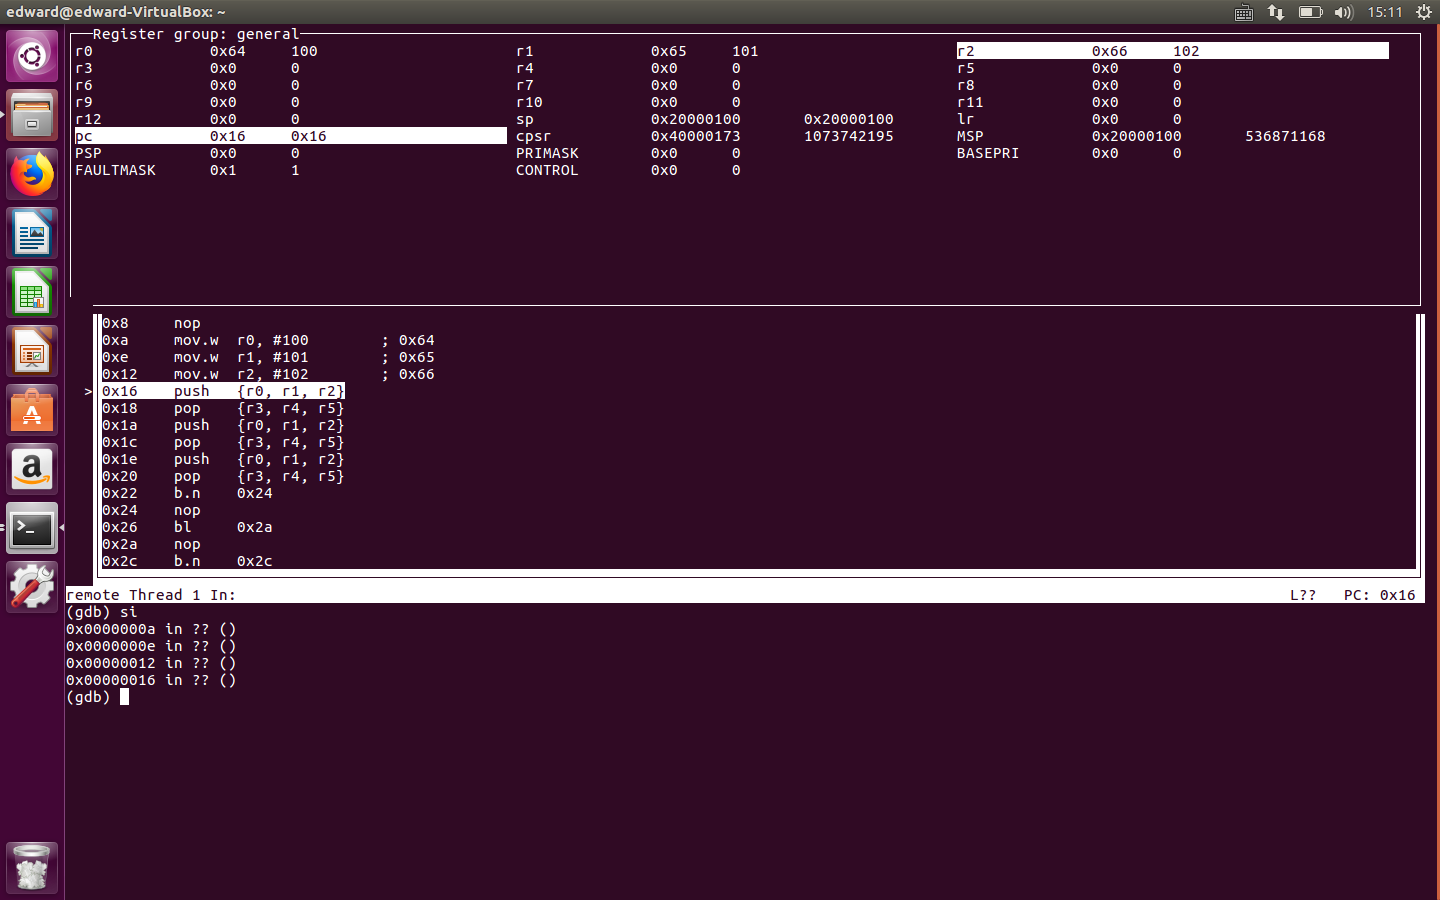 edward@edward-VirtualBox: ~ 15:11
Register group: general
r0 0x64 100 r1 0x65 101 r2 0x66 102
r3 0x0 0 r4 0x0 0 r5 0x0 0
r6 0x0 0 r7 0x0 0 r8 0x0 0
r9 0x0 0 r10 0x0 0 r11 0x0 0
r12 0x0 0 sp 0x20000100 0x20000100 lr 0x0 0
pc 0x16 0x16 cpsr 0x40000173 1073742195 MSP 0x20000100 536871168
PSP 0x0 0 PRIMASK 0x0 0 BASEPRI 0x0 0
FAULTMASK 0x1 1 CONTROL 0x0 0
0x8 nop
0xa mov.w r0, #100 ; 0x64
0xe mov.w r1, #101 ; 0x65
0x12 mov.w r2, #102 ; 0x66
>0x16 push {r0, r1, r2}
0x18 pop {r3, r4, r5}
0x1a push {r0, r1, r2}
0x1c pop {r3, r4, r5}
0x1e push {r0, r1, r2}
0x20 pop {r3, r4, r5}
0x22 b.n 0x24
0x24 nop
0x26 bl 0x2a
0x2a nop
0x2c b.n 0x2c
remote Thread 1 In: L?? PC: 0x16
(gdb) si
0x0000000a in ?? ()
0x0000000e in ?? ()
0x00000012 in ?? ()
0x00000016 in ?? ()
(gdb)